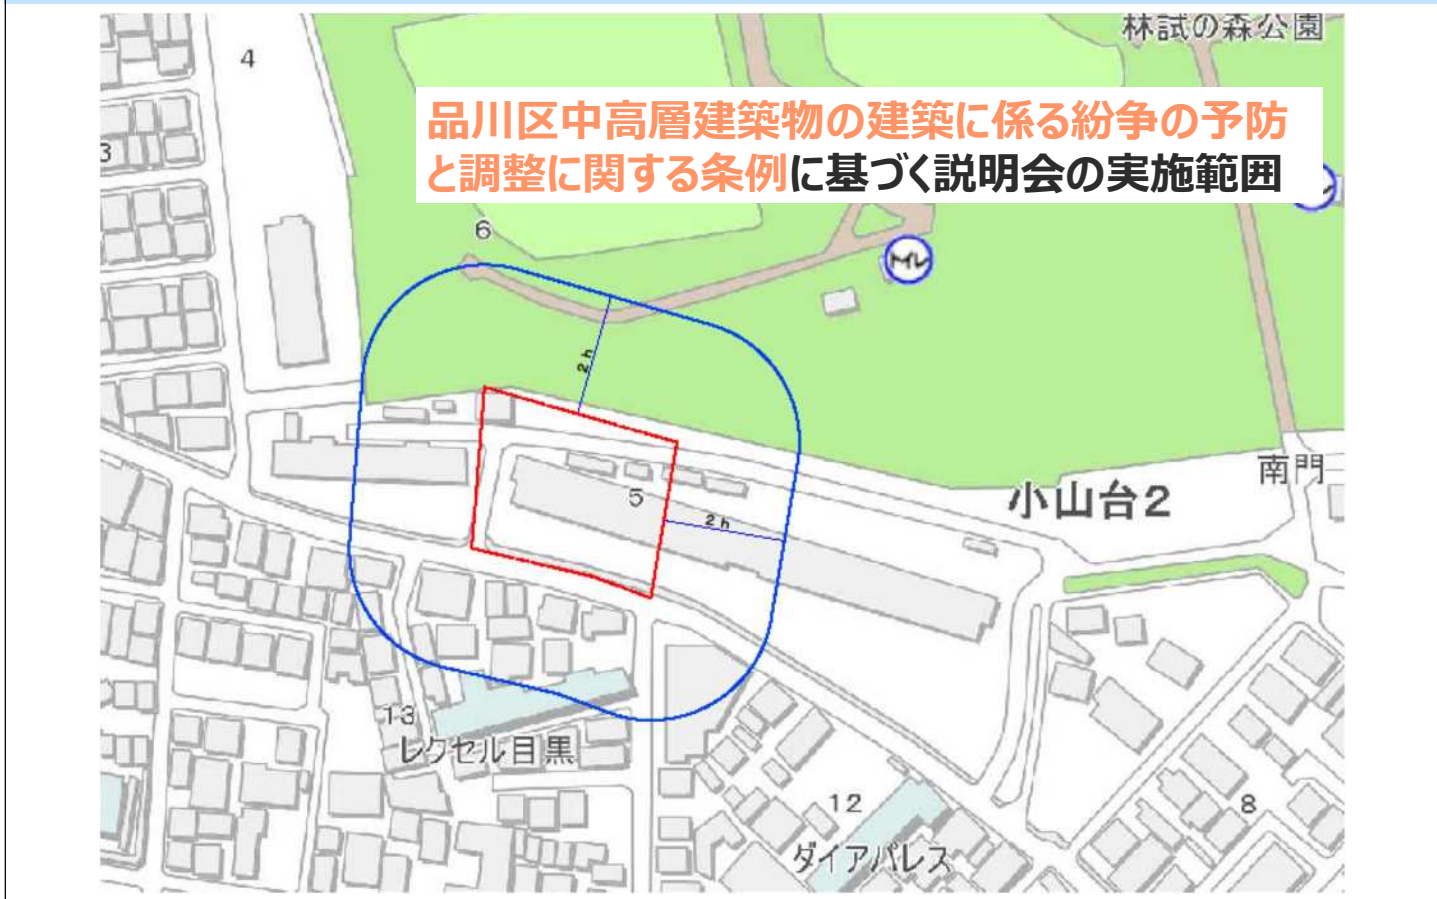 林試の森公園
4
品川区中高層建築物の建築に係る紛争の予防
と調整に関する条例に基づく説明会の実施範囲
3
6
トイレ
2h
南門
小山台2
5
2h
13
レクセル目黒
12
8
ダイアパレス